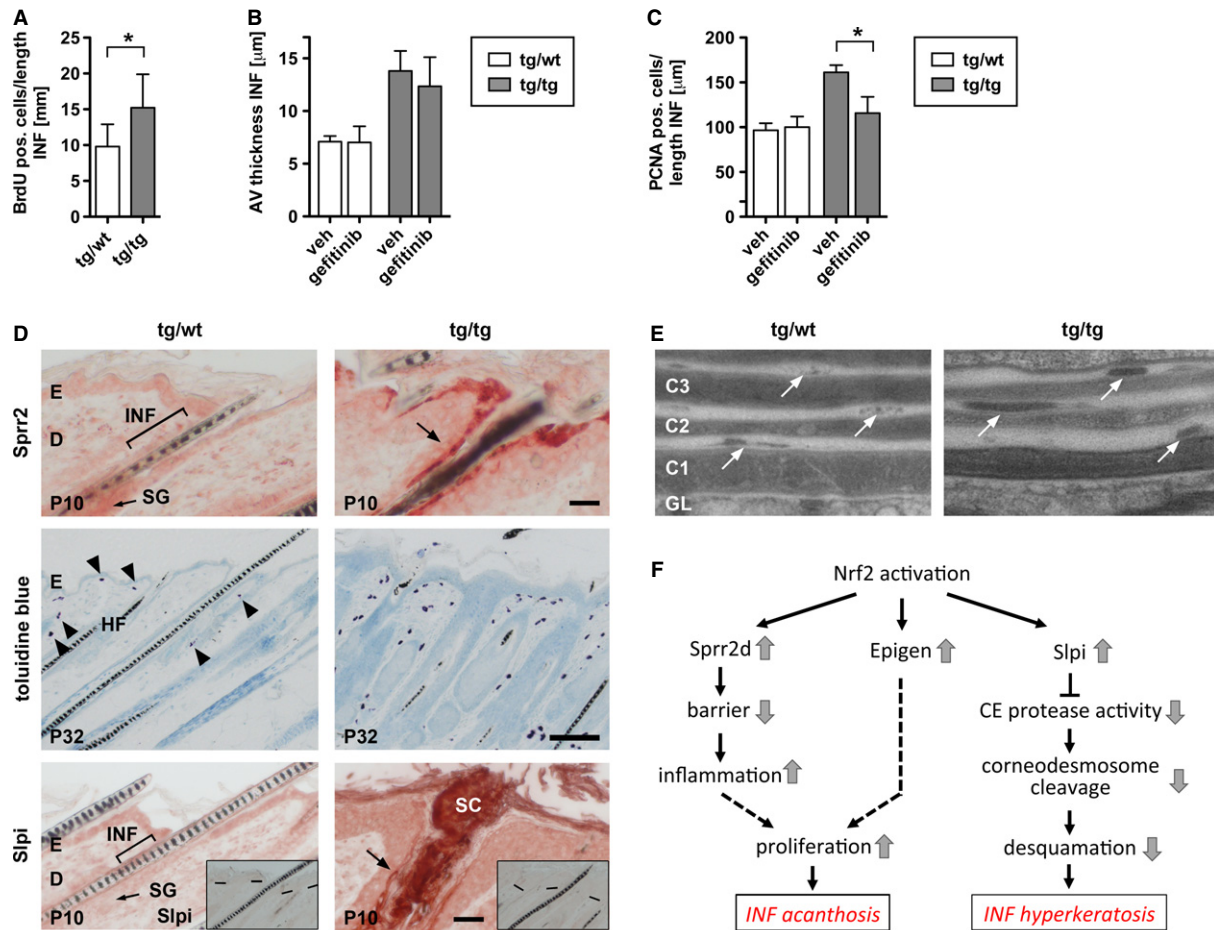 A
BrdU pos. cells/length
INF [mm]
25
20
15
10
5
0
*
tg/wt
tg/tg
B
AV thickness INF [µm]
15
10
5
0
veh
gefitinib
veh
gefitinib
tg/wt
tg/tg
C
PCNA pos. cells/
length INF [µm]
200
150
100
50
0
*
veh
gefitinib
veh
gefitinib
tg/wt
tg/tg
D
tg/wt
tg/tg
Sprr2
E
INF
D
SG
P10
P10
toluidine blue
E
HF
P32
P32
Slpi
E
INF
D
SG
P10
Slpi
SC
P10
E
tg/wt
tg/tg
C3
C2
C1
GL
F
Nrf2 activation
Sprr2d
Epigen
Slpi
barrier
CE protease activity
inflammation
corneodesmosome
cleavage
proliferation
desquamation
INF acanthosis
INF hyperkeratosis